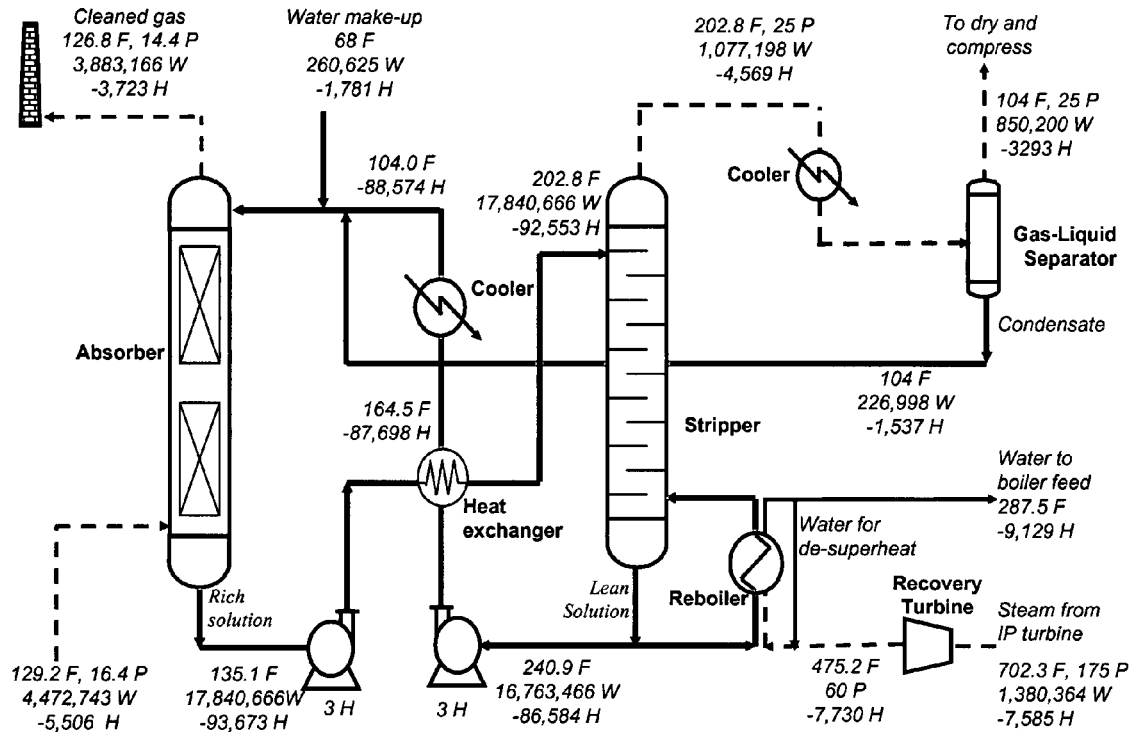 Cleaned gas
126.8 F, 14.4 P
3,883,166 W
-3,723 H
Water make-up
68 F
260,625 W
-1,781 H
202.8 F, 25 P
1,077,198 W
-4,569 H
To dry and
compress
104 F, 25 P
850,200 W
-3293 H
104.0 F
-88,574 H
202.8 F
17,840,666 W
-92,553 H
Cooler
Gas-Liquid
Separator
Cooler
Condensate
Absorber
104 F
226,998 W
-1,537 H
164.5 F
-87,698 H
Stripper
Heat
exchanger
Water to
boiler feed
287.5 F
-9,129 H
Water for
de-superheat
Rich
solution
Lean
Solution
Reboiler
Recovery
Turbine
Steam from
IP turbine
702.3 F, 175 P
1,380,364 W
-7,585 H
129.2 F, 16.4 P
4,472,743 W
-5,506 H
135.1 F
17,840,666W
-93,673 H
3 H
3 H
240.9 F
16,763,466 W
-86,584 H
475.2 F
60 P
-7,730 H